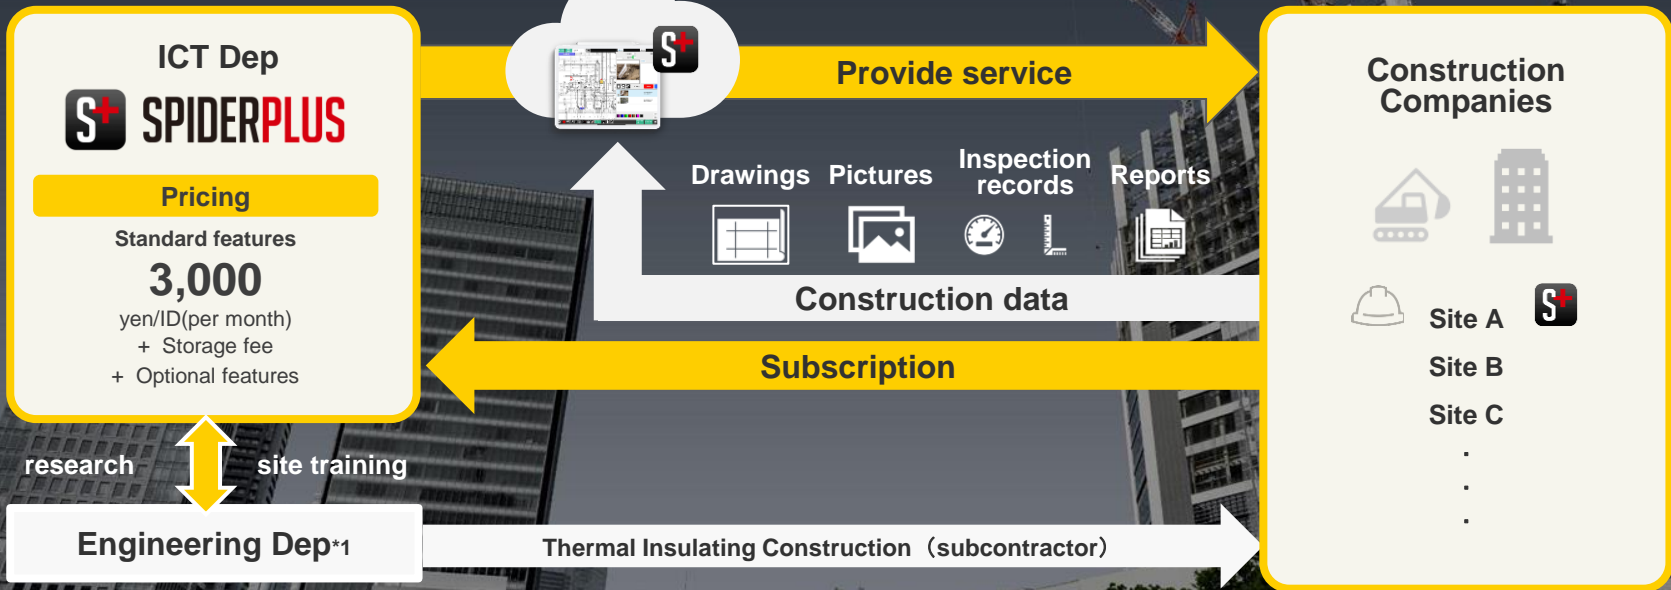 ICT Dep
S+ SPIDERPLUS
Pricing
Standard features
3,000
yen/ID(per month)
+ Storage fee
+ Optional features
research
site training
Engineering Dep*1
S+
Provide service
Drawings
Pictures
Inspection
records
Reports
Construction data
Subscription
Thermal Insulating Construction（subcontractor）
Construction
Companies
Site A
S+
Site B
Site C
.
.
.